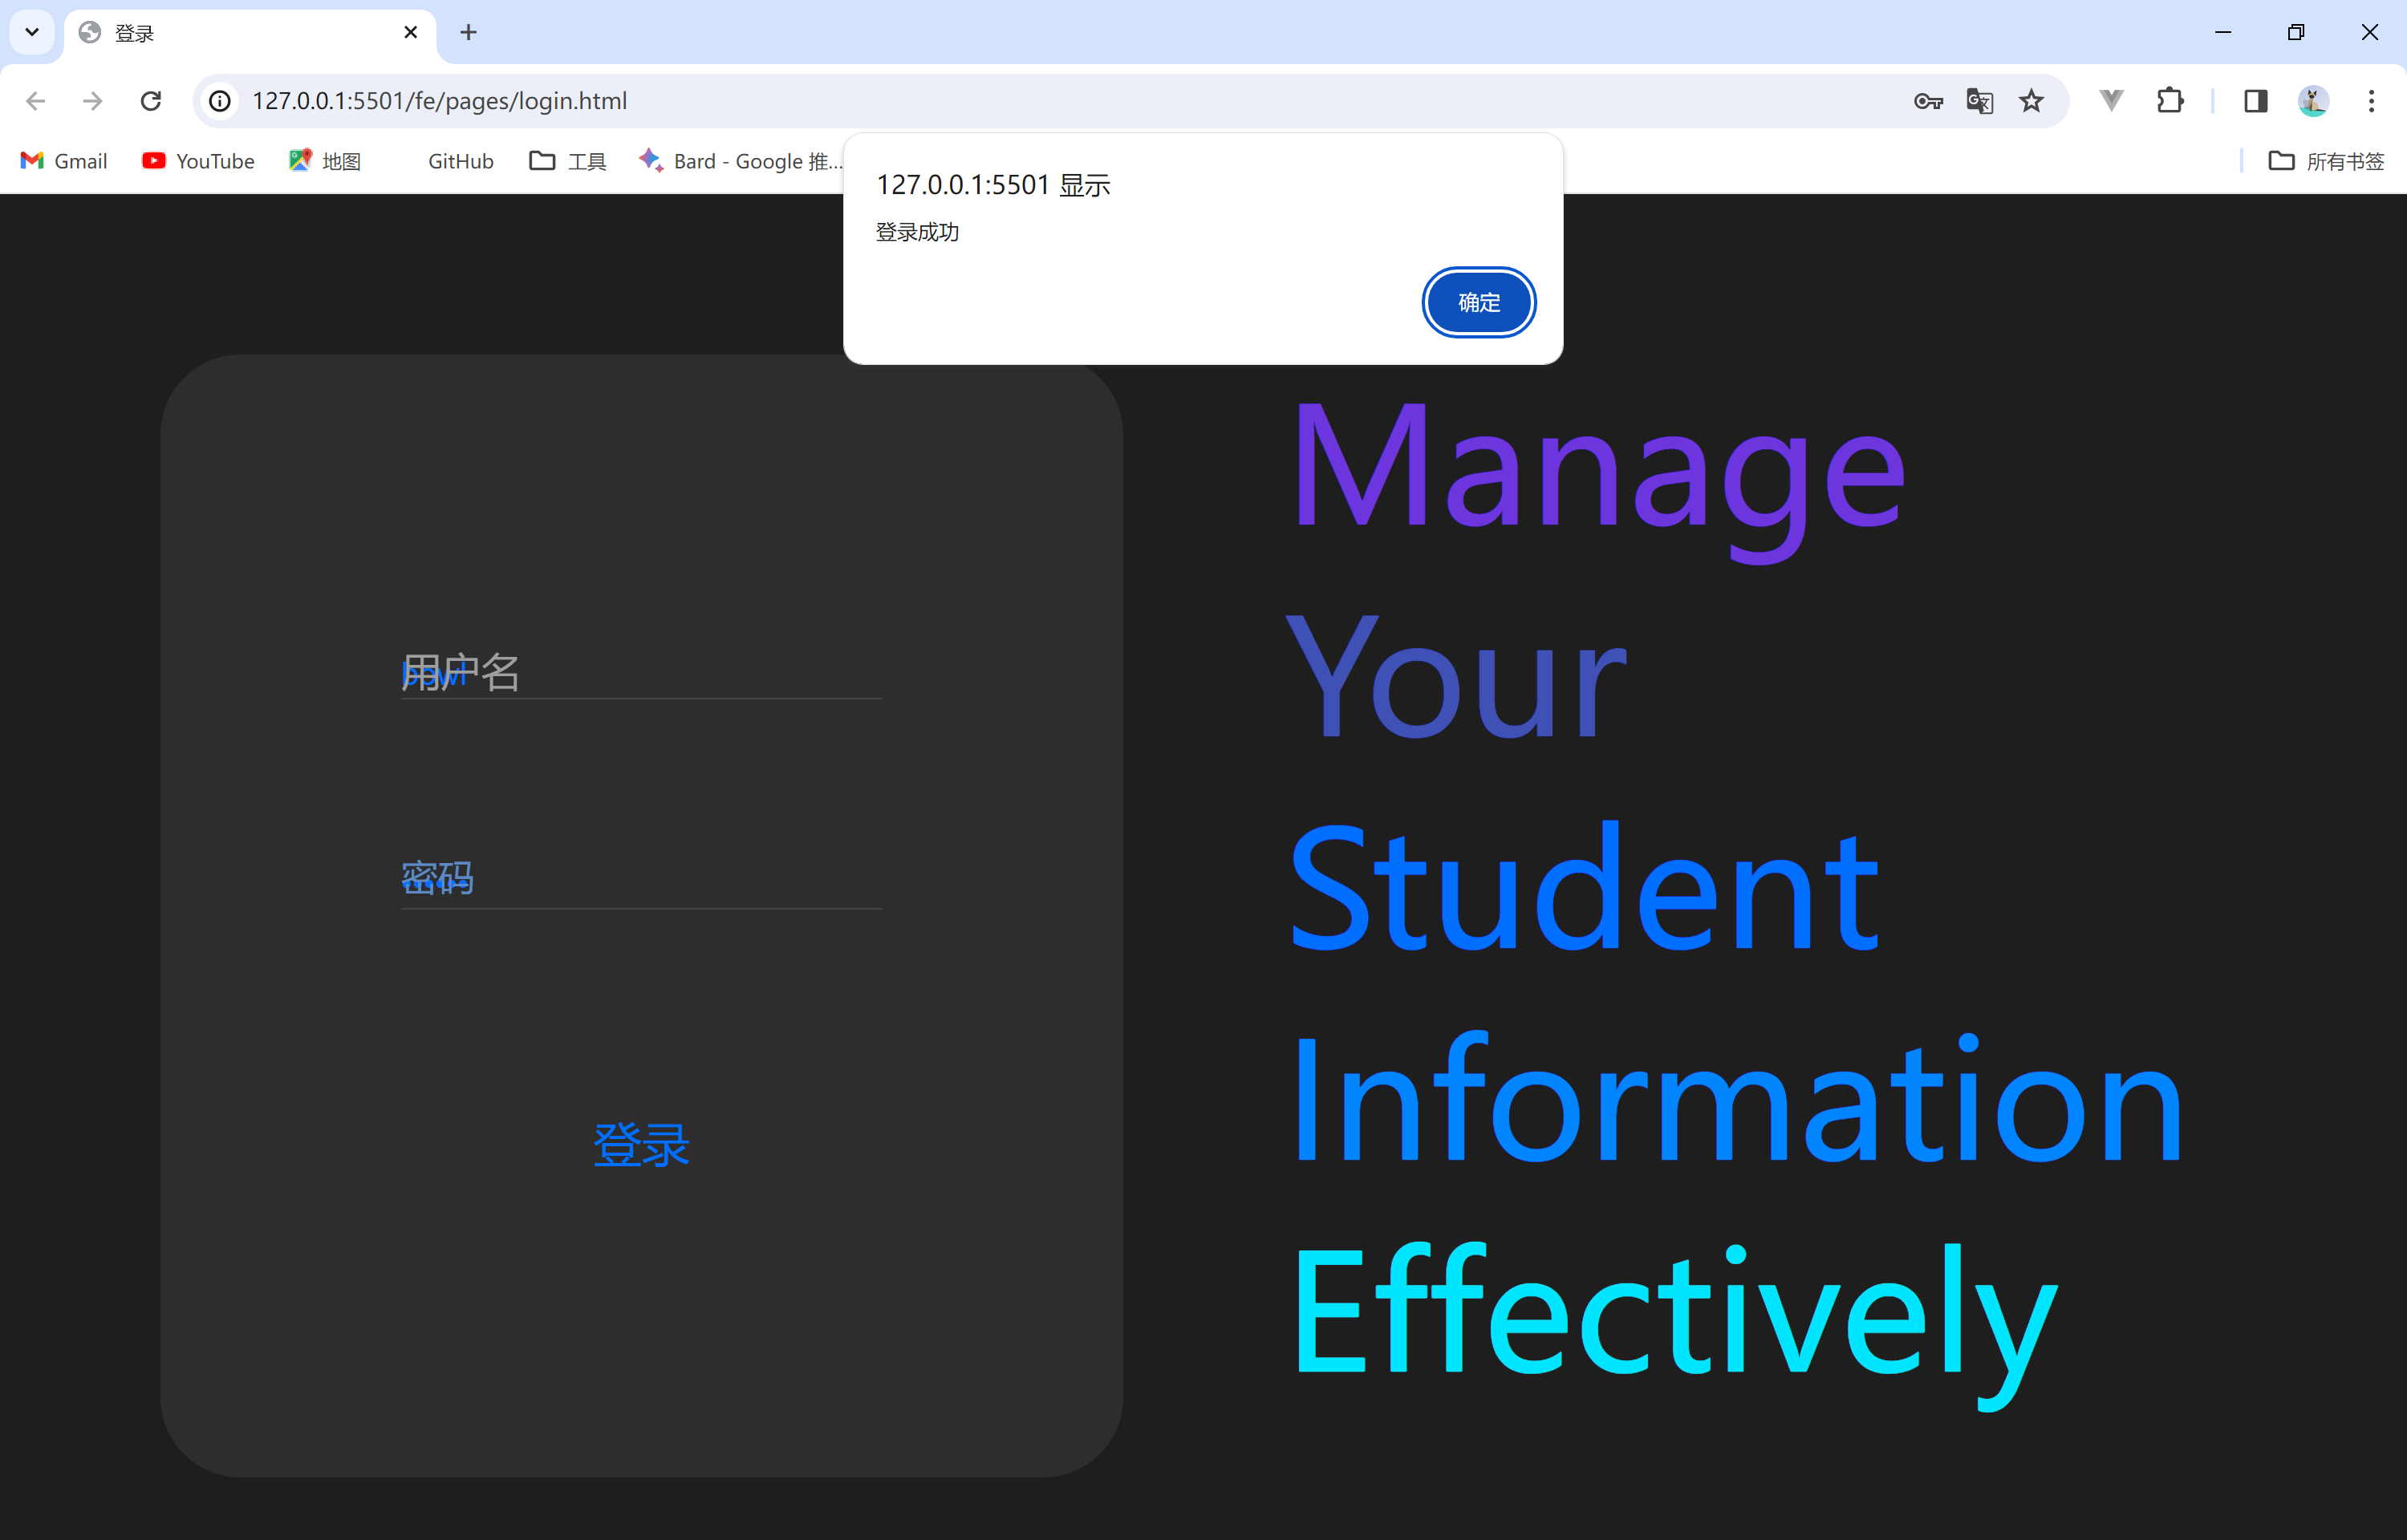 登录
127.0.0.1:5501/fe/pages/login.html
Gmail YouTube 地图 GitHub 工具 Bard - Google 推... 所有书签
127.0.0.1:5501 显示
登录成功
确定
Manage
Your
Student
Information
Effectively
用户名
密码
登录